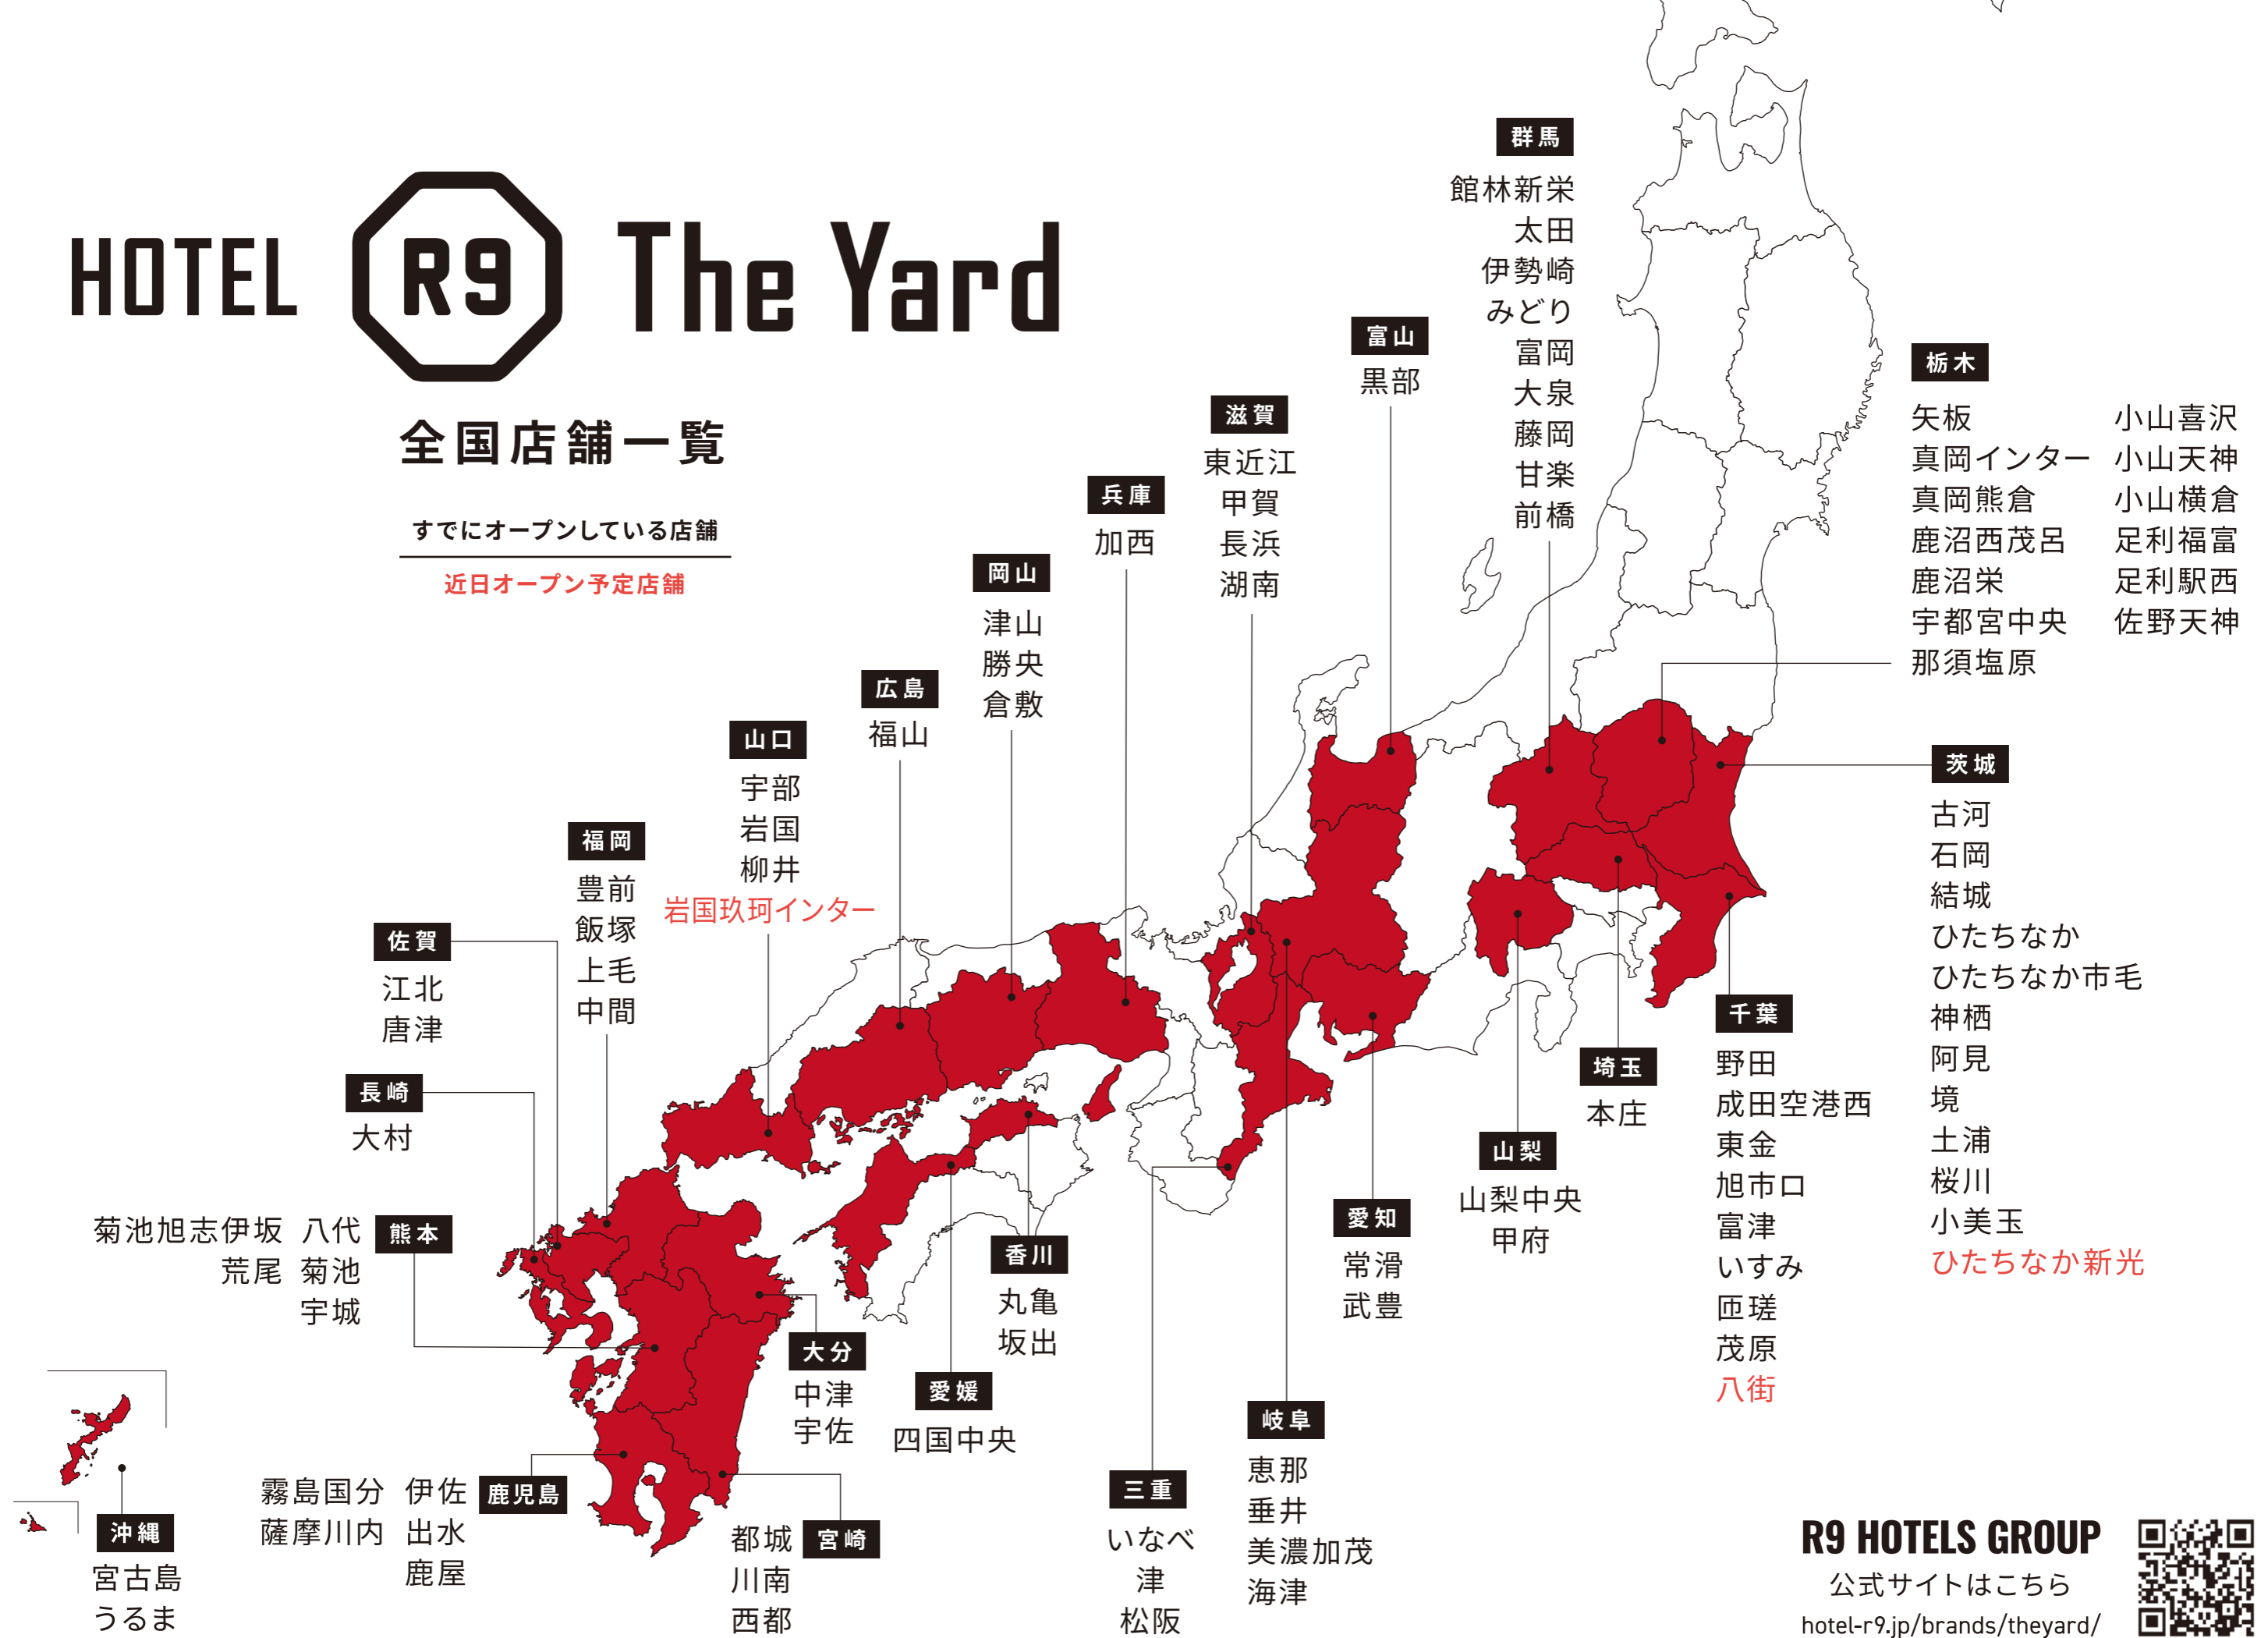 HOTEL R9 The Yard
全国店舗一覧
すでにオープンしている店舗
近日オープン予定店舗
群馬
館林新栄
太田
伊勢崎
みどり
富岡
大泉
藤岡
甘楽
前橋
富山
黒部
滋賀
東近江
甲賀
長浜
湖南
兵庫
加西
岡山
津山
勝央
倉敷
広島
福山
山口
宇部
岩国
柳井
岩国玖珂インター
福岡
豊前
飯塚
上毛
中間
佐賀
江北
唐津
長崎
大村
熊本
菊池旭志伊坂 八代
荒尾 菊池
宇城
栃木
矢板 小山喜沢
真岡インター 小山天神
真岡熊倉 小山横倉
鹿沼西茂呂 足利福富
鹿沼栄 足利駅西
宇都宮中央 佐野天神
那須塩原
茨城
古河
石岡
結城
ひたちなか
ひたちなか市毛
神栖
阿見
境
土浦
桜川
小美玉
ひたちなか新光
千葉
野田
成田空港西
東金
旭市口
富津
いすみ
匝瑳
茂原
八街
埼玉
本庄
山梨
山梨中央
甲府
愛知
常滑
武豊
香川
丸亀
坂出
大分
中津
宇佐
愛媛
四国中央
岐阜
恵那
垂井
美濃加茂
海津
三重
いなべ
津
松阪
鹿児島
霧島国分 伊佐
薩摩川内 出水
鹿屋
宮崎
都城
川南
西都
沖縄
宮古島
うるま
R9 HOTELS GROUP
公式サイトはこちら
hotel-r9.jp/brands/theyard/